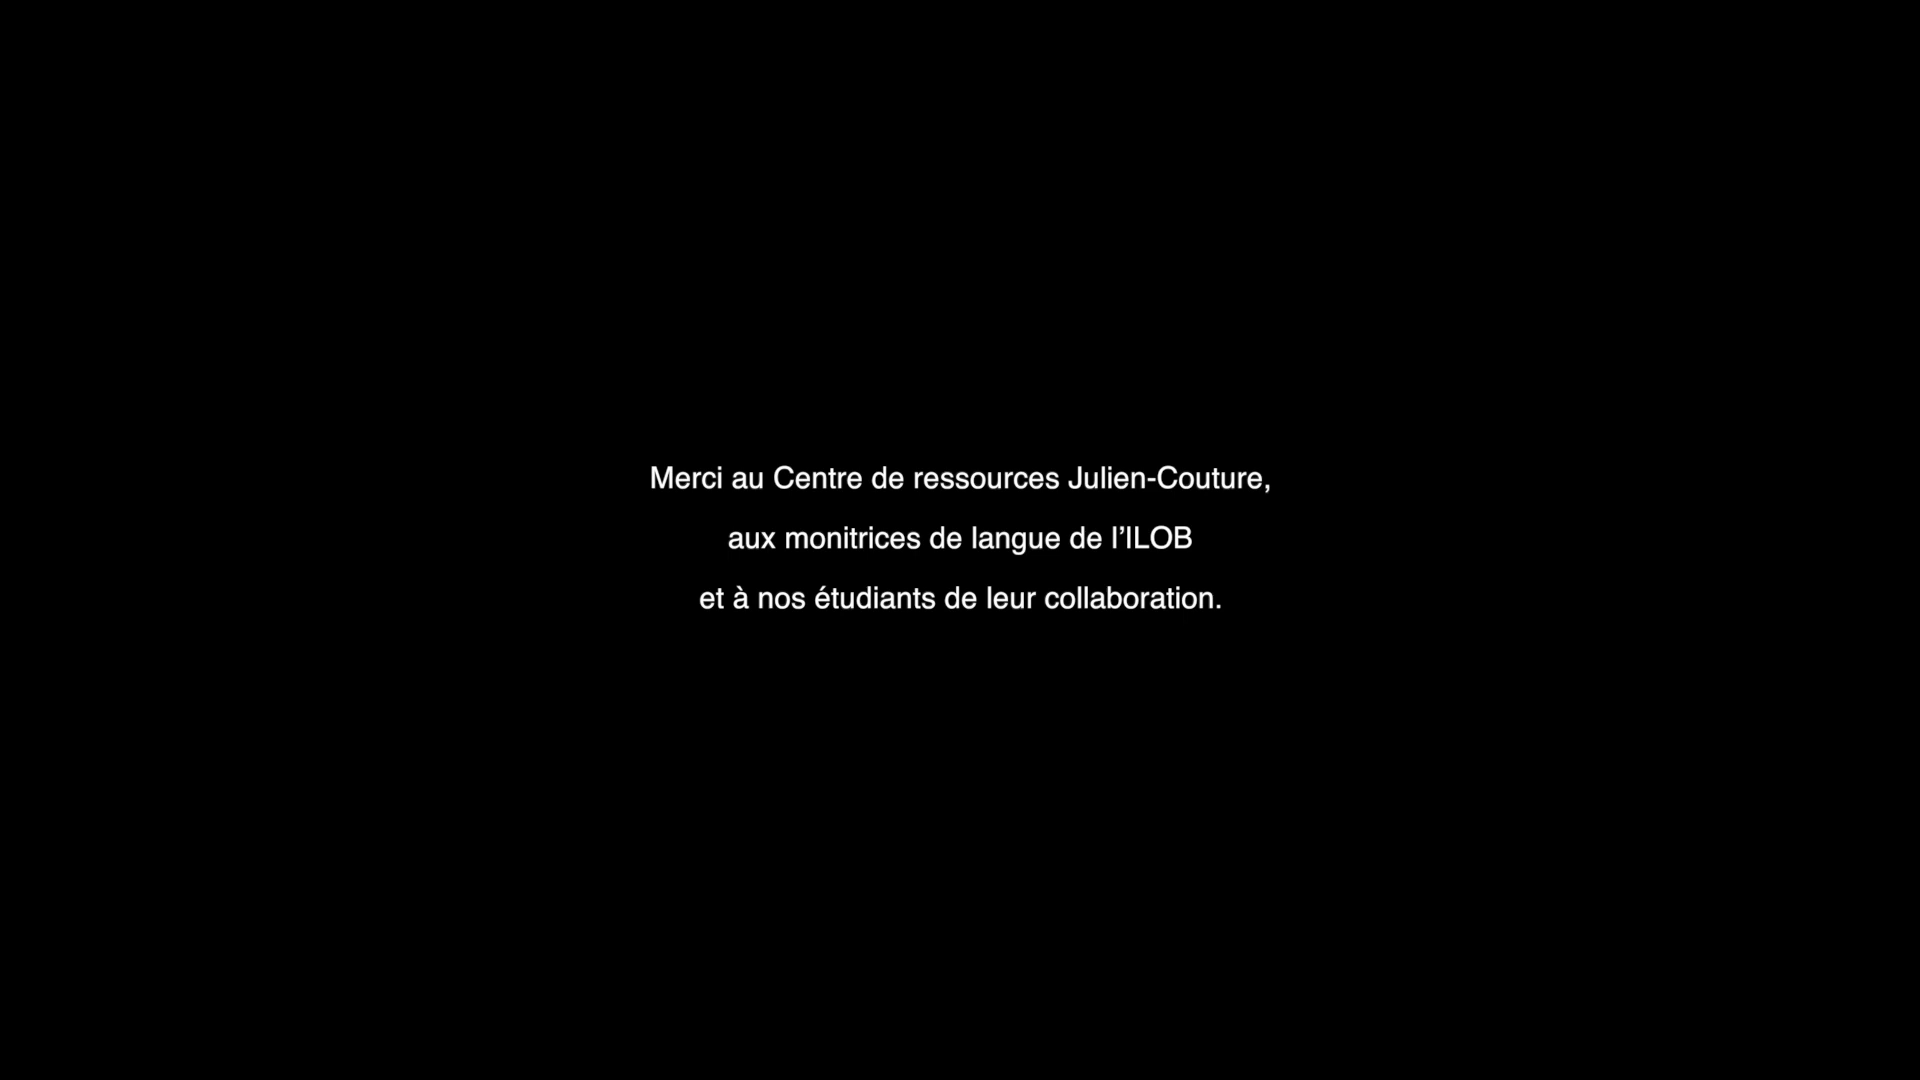 Merci au Centre de ressources Julien-Couture,
aux monitrices de langue de l’ILOB
et à nos étudiants de leur collaboration.